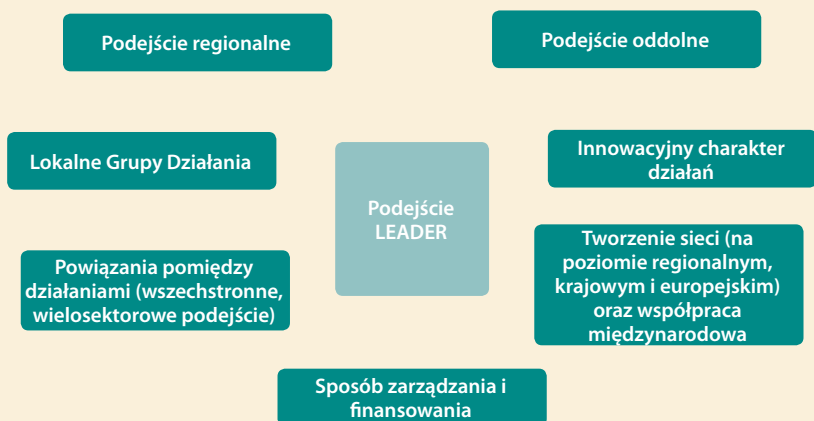 Podejście regionalne
Podejście oddolne
Lokalne Grupy Działania
Innowacyjny charakter
działań
Podejście
LEADER
Powiązania pomiędzy
działaniami (wszechstronne,
wielosektorowe podejście)
Tworzenie sieci (na
poziomie regionalnym,
krajowym i europejskim)
oraz współpraca
międzynarodowa
Sposób zarządzania i
finansowania